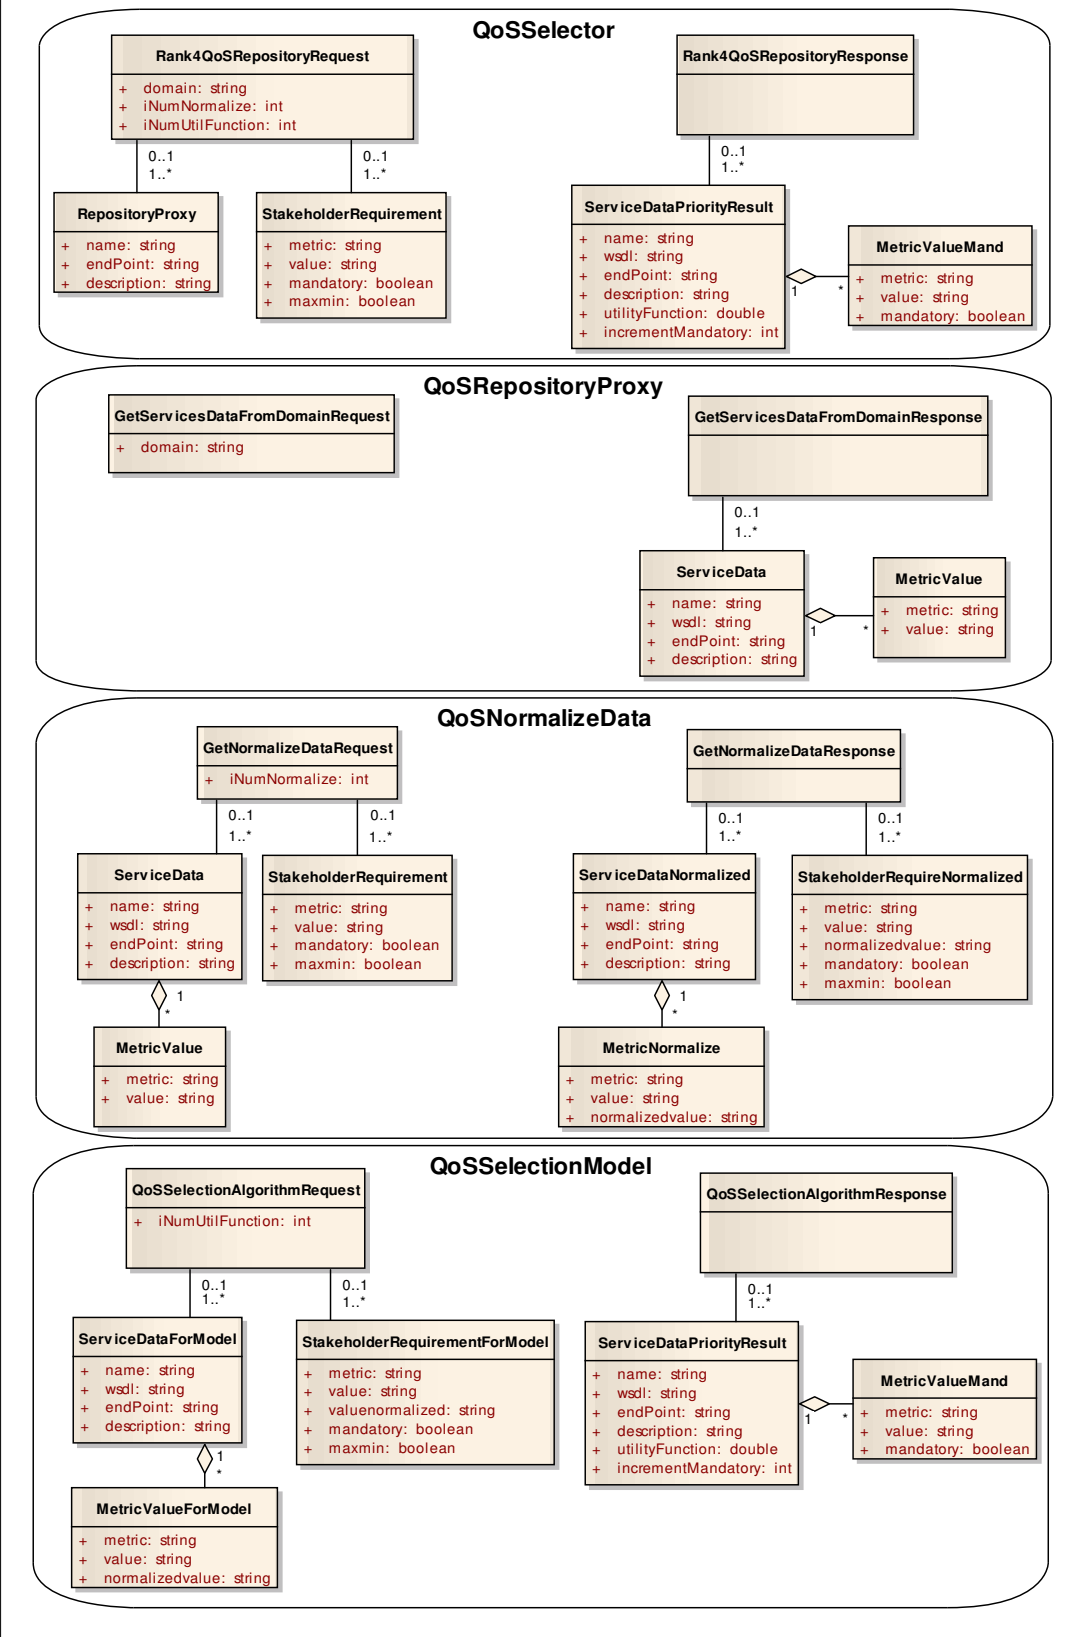 QoSSelector
Rank4QoSRepositoryRequest
+ domain: string
+ iNumNormalize: int
+ iNumUtilFunction: int
0..1
1..*
0..1
1..*
RepositoryProxy
+ name: string
+ endPoint: string
+ description: string
StakeholderRequirement
+ metric: string
+ value: string
+ mandatory: boolean
+ maxmin: boolean
Rank4QoSRepositoryResponse
0..1
1..*
ServiceDataPriorityResult
+ name: string
+ wsdl: string
+ endPoint: string
+ description: string
+ utilityFunction: double
+ incrementMandatory: int
1
*
MetricValueMand
+ metric: string
+ value: string
+ mandatory: boolean
QoSRepositoryProxy
GetServicesDataFromDomainRequest
+ domain: string
GetServicesDataFromDomainResponse
0..1
1..*
ServiceData
+ name: string
+ wsdl: string
+ endPoint: string
+ description: string
1
*
MetricValue
+ metric: string
+ value: string
QoSNormalizeData
GetNormalizeDataRequest
+ iNumNormalize: int
0..1
1..*
0..1
1..*
ServiceData
+ name: string
+ wsdl: string
+ endPoint: string
+ description: string
1
*
MetricValue
+ metric: string
+ value: string
StakeholderRequirement
+ metric: string
+ value: string
+ mandatory: boolean
+ maxmin: boolean
GetNormalizeDataResponse
0..1
1..*
0..1
1..*
ServiceDataNormalized
+ name: string
+ wsdl: string
+ endPoint: string
+ description: string
1
*
MetricNormalize
+ metric: string
+ value: string
+ normalizedvalue: string
StakeholderRequireNormalized
+ metric: string
+ value: string
+ normalizedvalue: string
+ mandatory: boolean
+ maxmin: boolean
QoSSelectionModel
QoSSelectionAlgorithmRequest
+ iNumUtilFunction: int
0..1
1..*
0..1
1..*
ServiceDataForModel
+ name: string
+ wsdl: string
+ endPoint: string
+ description: string
1
*
MetricValueForModel
+ metric: string
+ value: string
+ normalizedvalue: string
StakeholderRequirementForModel
+ metric: string
+ value: string
+ valuenormalized: string
+ mandatory: boolean
+ maxmin: boolean
QoSSelectionAlgorithmResponse
0..1
1..*
ServiceDataPriorityResult
+ name: string
+ wsdl: string
+ endPoint: string
+ description: string
+ utilityFunction: double
+ incrementMandatory: int
1
*
MetricValueMand
+ metric: string
+ value: string
+ mandatory: boolean